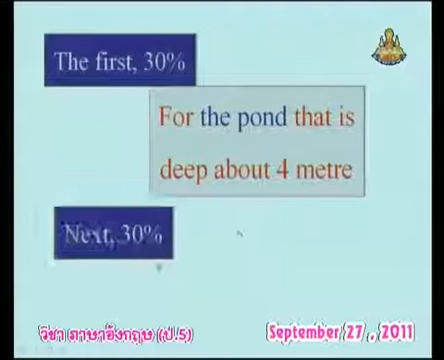 The first, 30%
For the pond that is
deep about 4 metre
Next, 30%
วิชา ภาษาอังกฤษ (ป.5)
September 27 , 2011